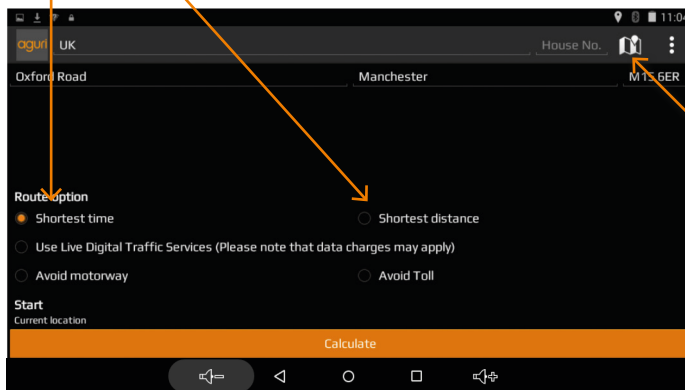 11:04
aguri UK House No.
Oxford Road Manchester M15 6ER
Route option
Shortest time Shortest distance
Use Live Digital Traffic Services (Please note that data charges may apply)
Avoid motorway Avoid Toll
Start
Current location
Calculate